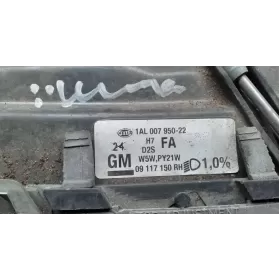 1AL 007 950-22
24 H7 FA
D2S
GM W5W,PY21W
09 117 150 RH 1,0%